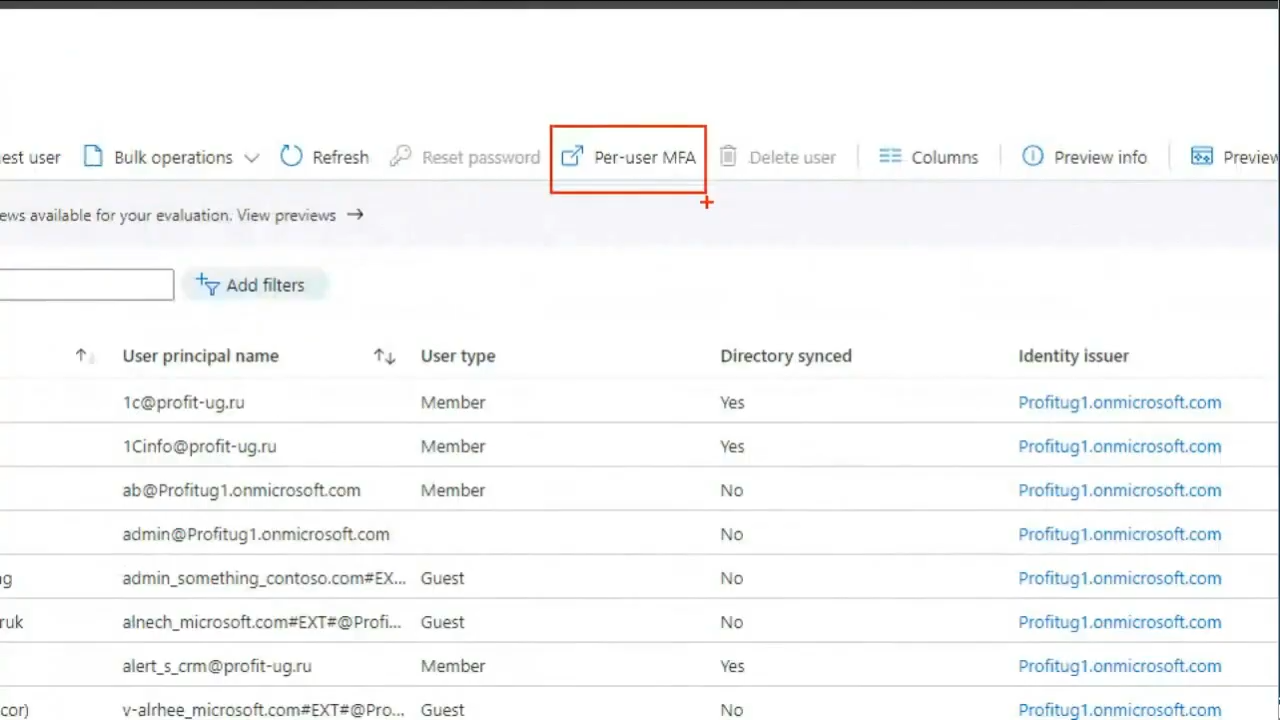 est user Bulk operations Refresh Reset password Per-user MFA Delete user Columns Preview info Preview
ews available for your evaluation. View previews →
Add filters
User principal name User type Directory synced Identity issuer
1c@profit-ug.ru Member Yes Profitug1.onmicrosoft.com
1Cinfo@profit-ug.ru Member Yes Profitug1.onmicrosoft.com
ab@Profitug1.onmicrosoft.com Member No Profitug1.onmicrosoft.com
admin@Profitug1.onmicrosoft.com No Profitug1.onmicrosoft.com
ng admin_something_contoso.com#EX... Guest No Profitug1.onmicrosoft.com
ruk alnech_microsoft.com#EXT#@Profi... Guest No Profitug1.onmicrosoft.com
alert_s_crm@profit-ug.ru Member Yes Profitug1.onmicrosoft.com
cor) v-alrhee_microsoft.com#EXT#@Pro... Guest No Profitug1.onmicrosoft.com